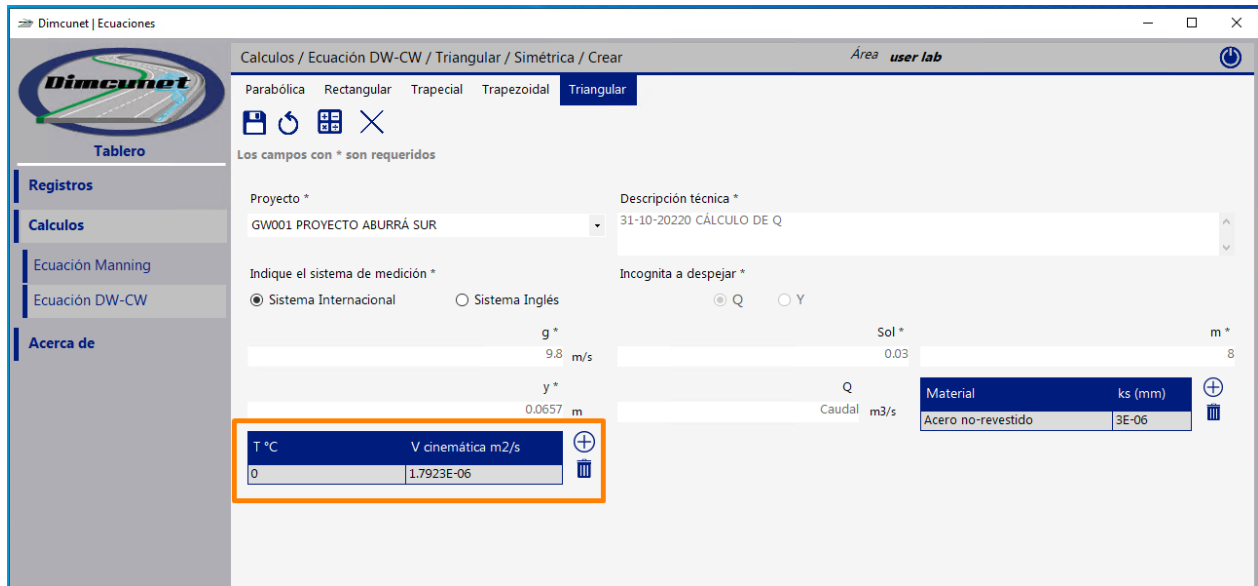 Dimcunet | Ecuaciones
Dimcunet
Tablero
Registros
Calculos
Ecuación Manning
Ecuación DW-CW
Acerca de
Calculos / Ecuación DW-CW / Triangular / Simétrica / Crear
Área user lab
Parabólica Rectangular Trapecial Trapezoidal Triangular
Los campos con * son requeridos
Proyecto * Descripción técnica *
GW001 PROYECTO ABURRÁ SUR 31-10-20220 CÁLCULO DE Q
Indique el sistema de medición * Incognita a despejar *
Sistema Internacional Sistema Inglés Q Y
g * Sol * m *
9.8 m/s 0.03 8
y * Q
0.0657 m Caudal m3/s
Material ks (mm)
Acero no-revestido 3E-06
T °C V cinemática m2/s
0 1.7923E-06